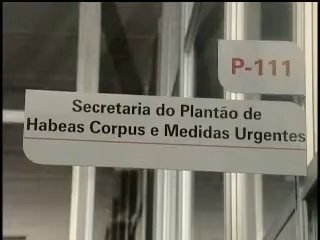 P-111
Secretaria do Plantão de
Habeas Corpus e Medidas Urgentes